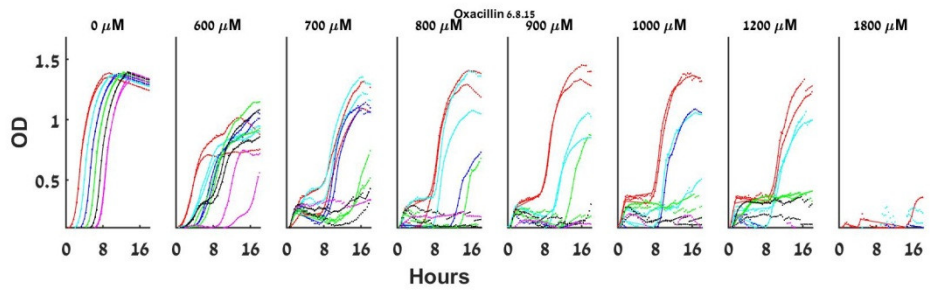 Oxacillin 6.8.15
0 µM 600 µM 700 µM 800 µM 900 µM 1000 µM 1200 µM 1800 µM
1.5
1
OD
0.5
0 8 16 0 8 16 0 8 16 0 8 16 0 8 16 0 8 16 0 8 16 0 8 16
Hours